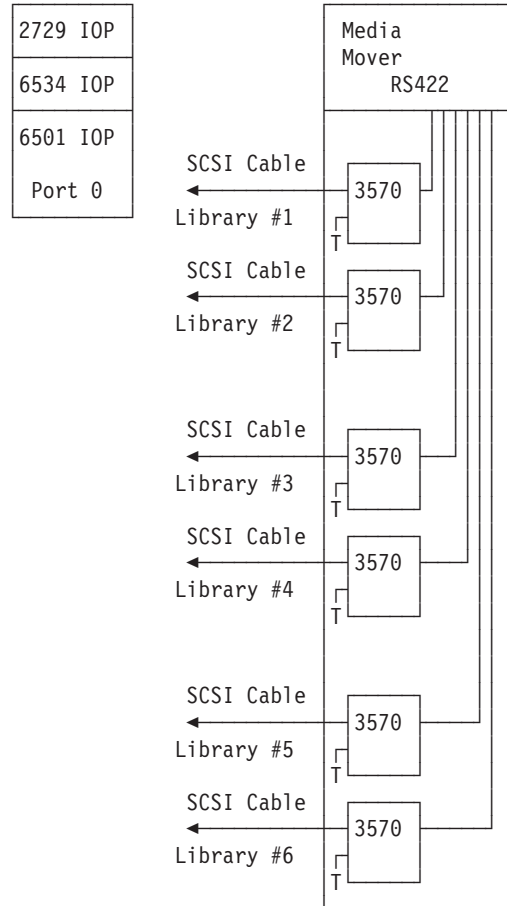 2729 IOP
6534 IOP
6501 IOP
Port 0
Media
Mover
RS422
SCSI Cable
3570
Library #1
T
SCSI Cable
3570
Library #2
T
SCSI Cable
3570
Library #3
T
SCSI Cable
3570
Library #4
T
SCSI Cable
3570
Library #5
T
SCSI Cable
3570
Library #6
T